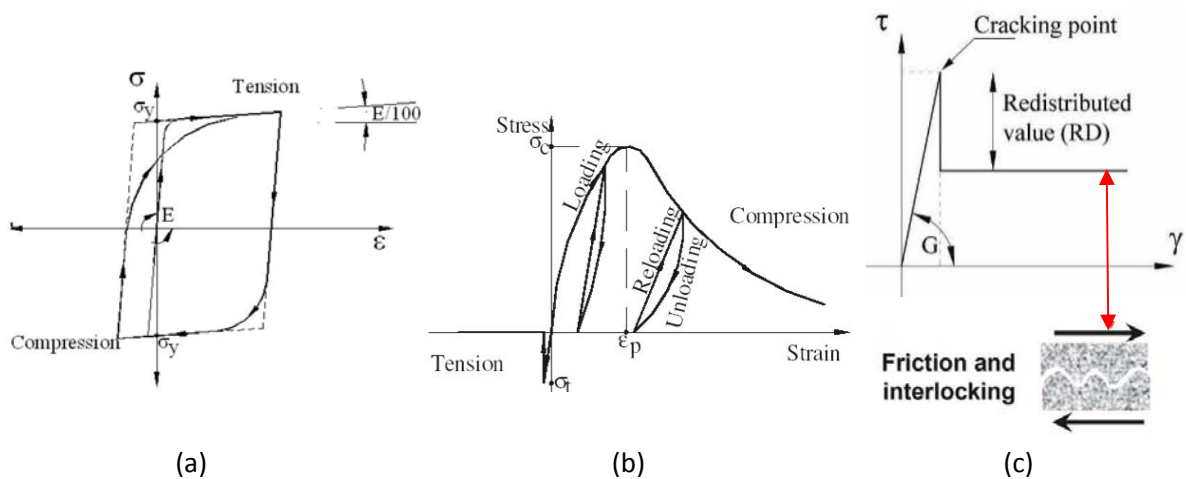 σ
Tension
σy
E/100
E
ε
Compression
σy
(a)
Stress
σc
Loading
Reloading
Unloading
Compression
εp
Tension
Strain
σt
(b)
τ
Cracking point
Redistributed
value (RD)
G
γ
Friction and
interlocking
(c)